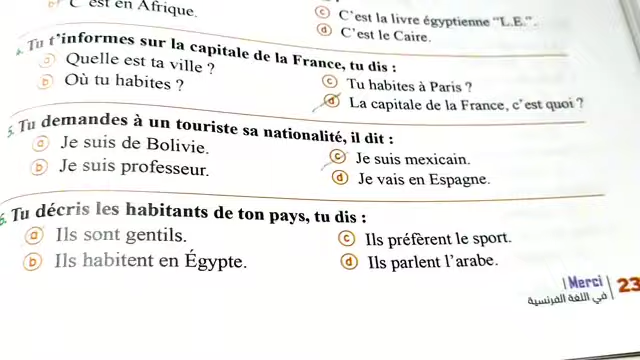 C'est en Afrique.
ⓒ C'est la livre égyptienne "L.E.".
ⓓ C'est le Caire.
Tu t'informes sur la capitale de la France, tu dis :
ⓐ Quelle est ta ville ?
ⓑ Où tu habites ?
ⓒ Tu habites à Paris ?
ⓓ La capitale de la France, c'est quoi ?
5. Tu demandes à un touriste sa nationalité, il dit :
ⓐ Je suis de Bolivie.
ⓑ Je suis professeur.
ⓒ Je suis mexicain.
ⓓ Je vais en Espagne.
6. Tu décris les habitants de ton pays, tu dis :
ⓐ Ils sont gentils.
ⓑ Ils habitent en Égypte.
ⓒ Ils préfèrent le sport.
ⓓ Ils parlent l'arabe.
Merci
في اللغة الفرنسية
23